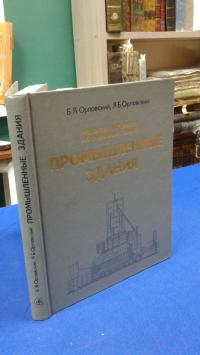 Б.Я. Орловский, Я.Б. Орловский
ПРОМЫШЛЕННЫЕ
ЗДАНИЯ
Б.Я. Орловский, Я.Б. Орловский ПРОМЫШЛЕННЫЕ ЗДАНИЯ